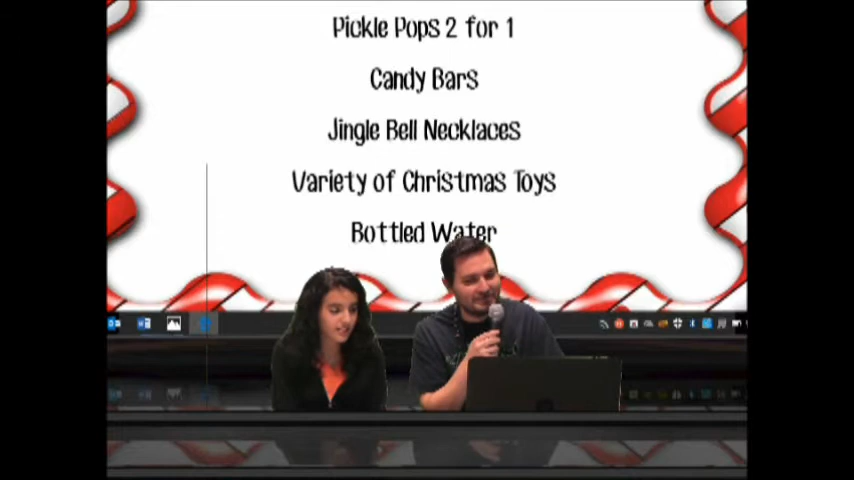 Pickle Pops 2 for 1
Candy Bars
Jingle Bell Necklaces
Variety of Christmas Toys
Bottled Water